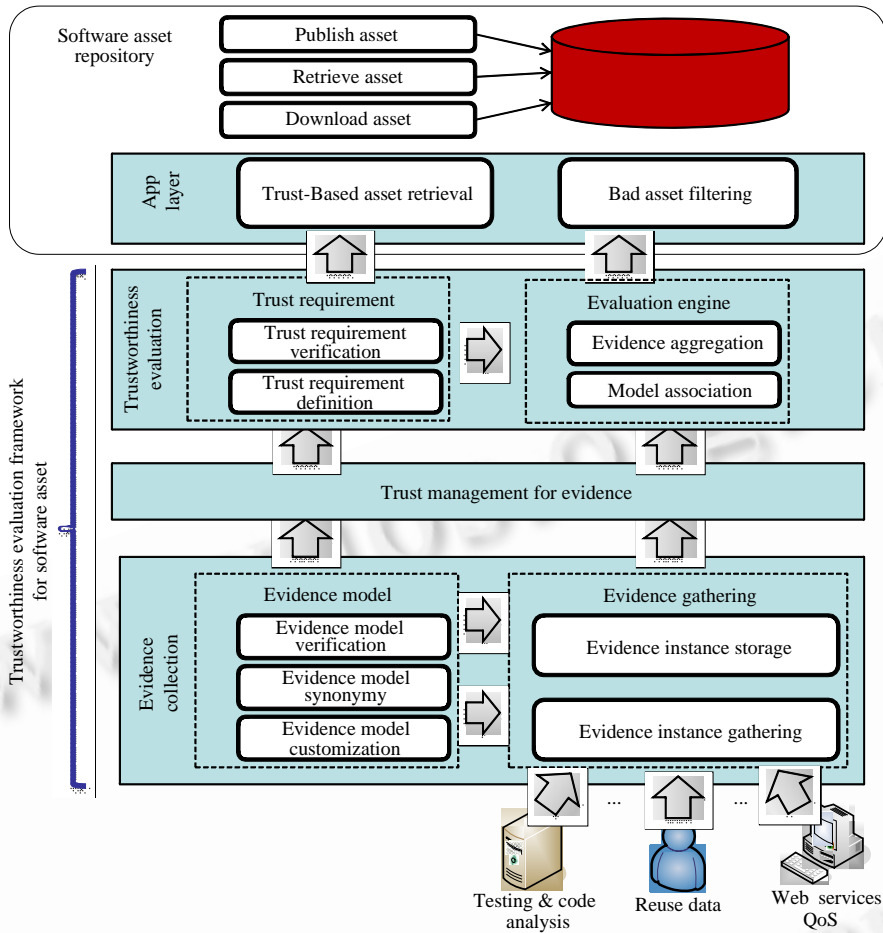 Software asset
repository
Publish asset
Retrieve asset
Download asset
App
layer
Trust-Based asset retrieval
Bad asset filtering
Trustworthiness evaluation framework
for software asset
Trustworthiness
evaluation
Trust requirement
Trust requirement
verification
Trust requirement
definition
Evaluation engine
Evidence aggregation
Model association
Trust management for evidence
Evidence
collection
Evidence model
Evidence model
verification
Evidence model
synonymy
Evidence model
customization
Evidence gathering
Evidence instance storage
Evidence instance gathering
...
...
Testing & code
analysis
Reuse data
Web services
QoS